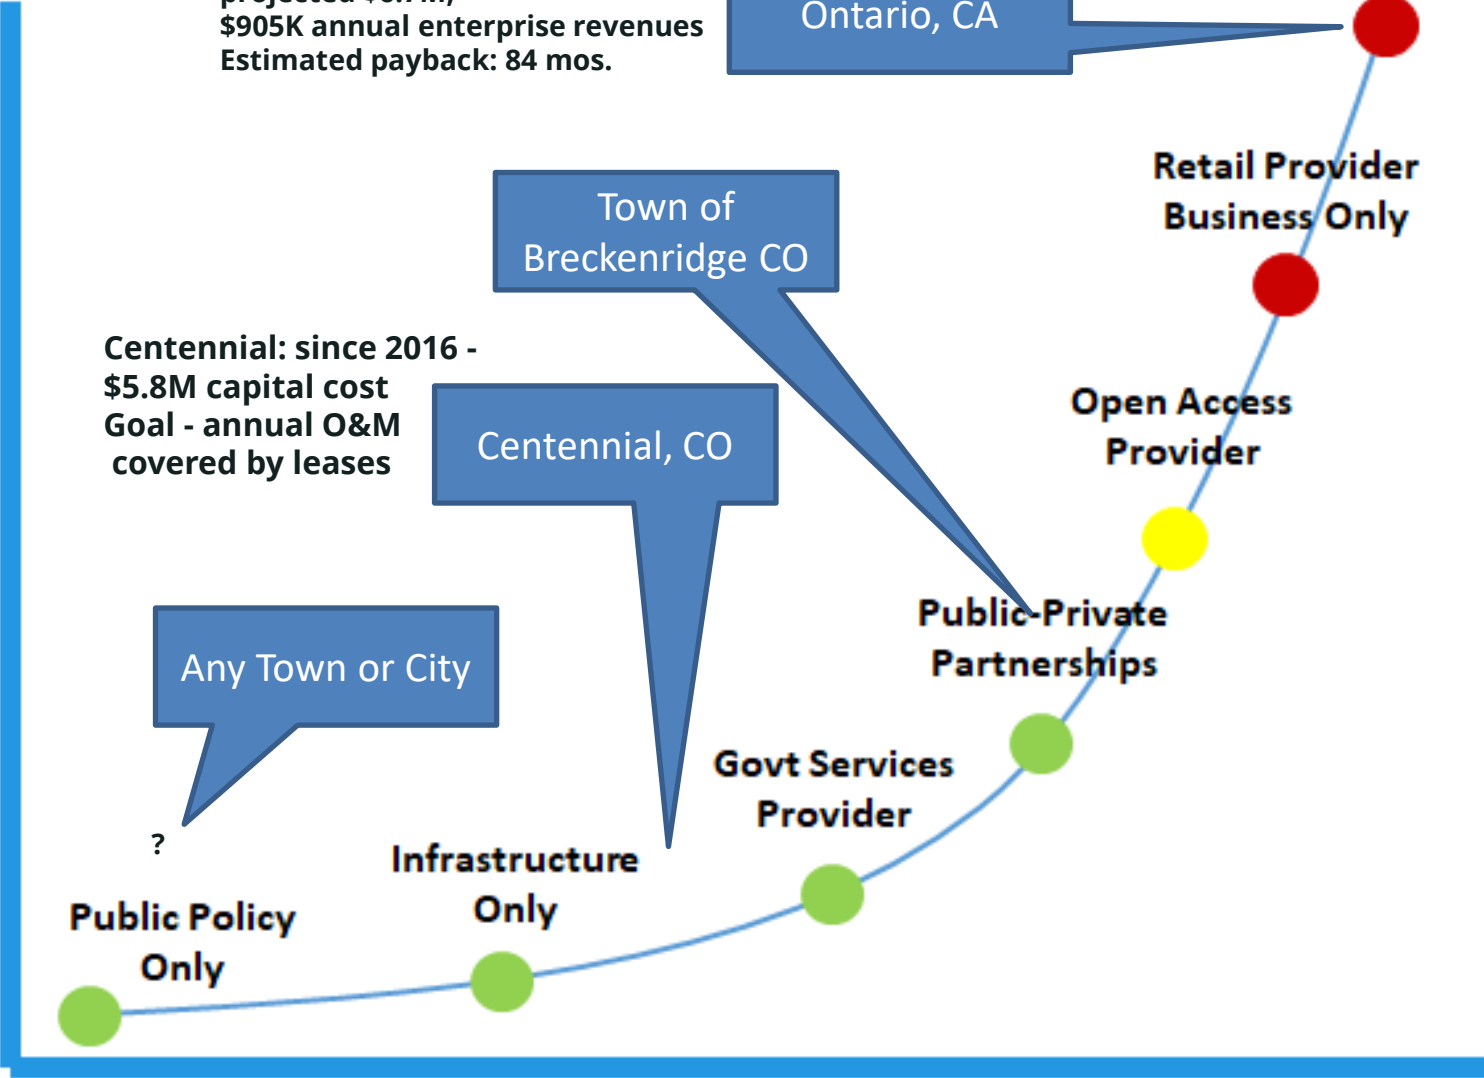 $905K annual enterprise revenues
Estimated payback: 84 mos.
Ontario, CA
Retail Provider
Business Only
Town of
Breckenridge CO
Centennial: since 2016 -
$5.8M capital cost
Goal - annual O&M
covered by leases
Centennial, CO
Open Access
Provider
Public-Private
Partnerships
Any Town or City
Govt Services
Provider
?
Infrastructure
Only
Public Policy
Only